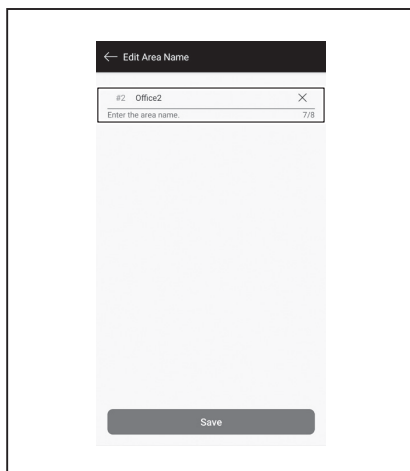 ← Edit Area Name
#2 Office2 ×
Enter the area name. 7/8
Save